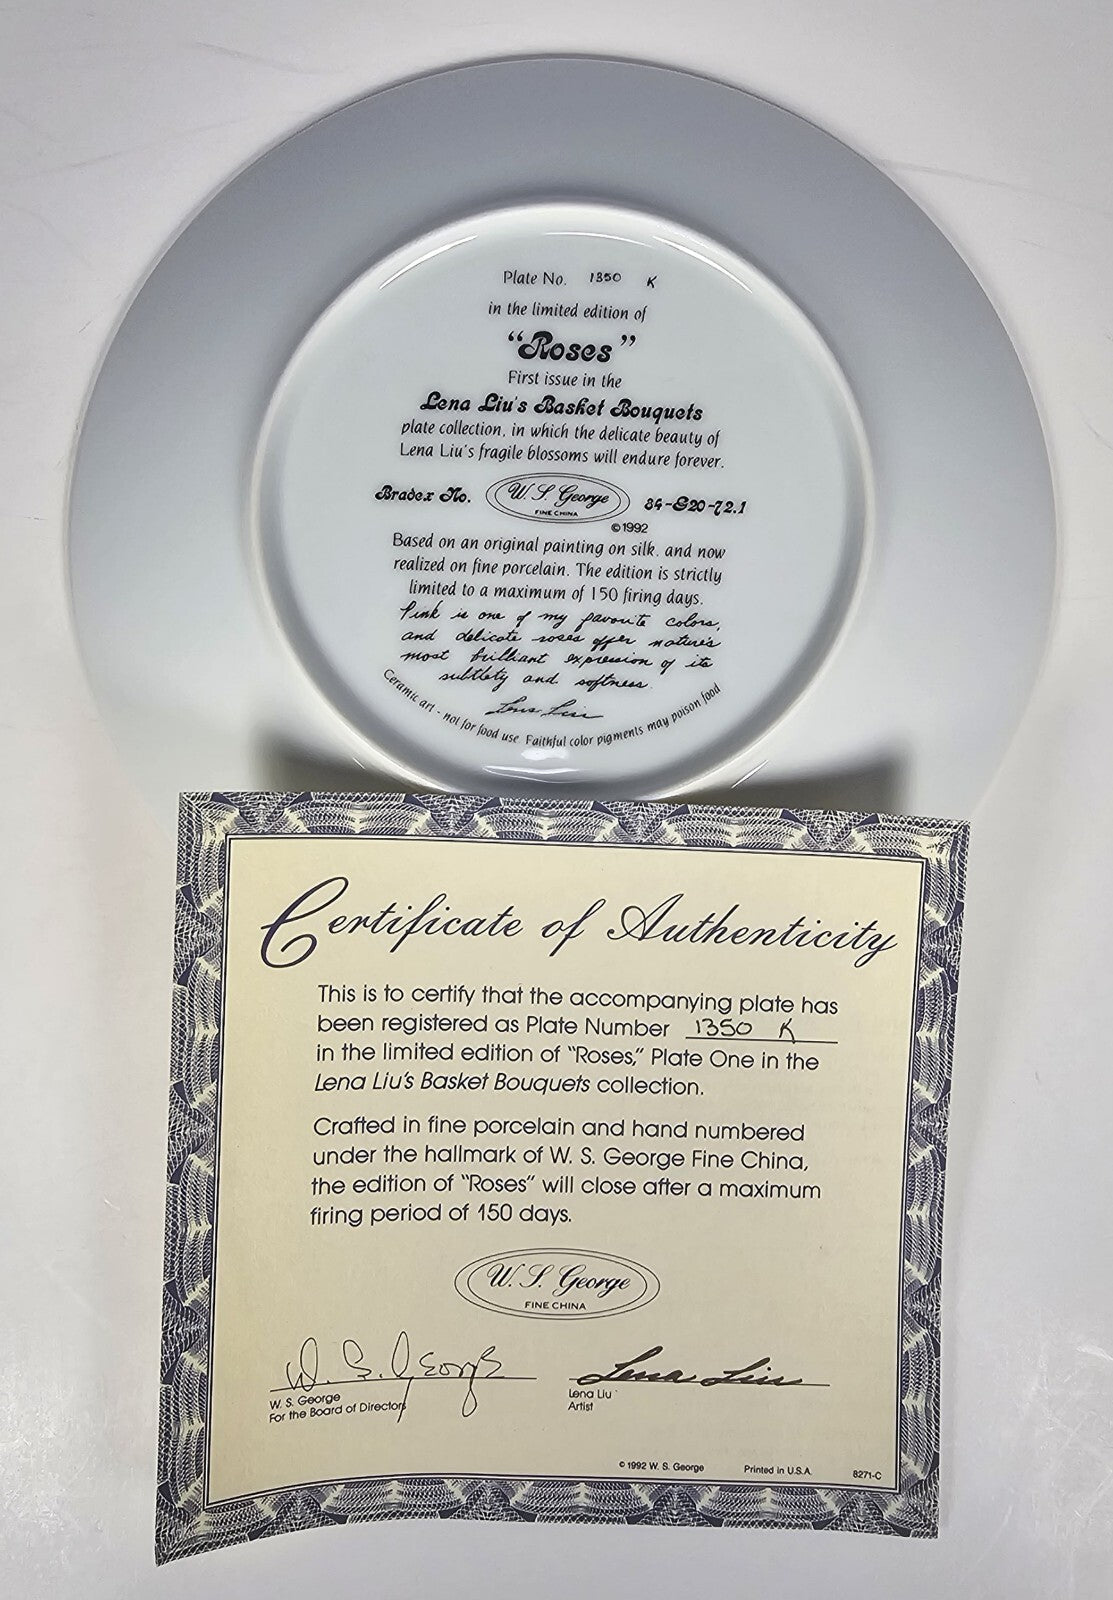 Plate No. 1350 K
in the limited edition of
"Roses"
First issue in the
Lena Liu's Basket Bouquets
plate collection, in which the delicate beauty of
Lena Liu's fragile blossoms will endure forever.
Bradex No. W. S. George 84-G20-72.1
FINE CHINA
©1992
Based on an original painting on silk, and now
realized on fine porcelain. The edition is strictly
limited to a maximum of 150 firing days.
Pink is one of my favorite colors,
and delicate roses offer nature's
most brilliant expression of its
subtlety and softness.
Lena Liu
Ceramic art - not for food use. Faithful color pigments may poison food
Certificate of Authenticity
This is to certify that the accompanying plate has
been registered as Plate Number 1350 K
in the limited edition of "Roses," Plate One in the
Lena Liu's Basket Bouquets collection.
Crafted in fine porcelain and hand numbered
under the hallmark of W. S. George Fine China,
the edition of "Roses" will close after a maximum
firing period of 150 days.
W. S. George
FINE CHINA
W. S. George Lena Liu
W. S. George Lena Liu
For the Board of Directors Artist
© 1992 W. S. George Printed in U.S.A. 8271-C